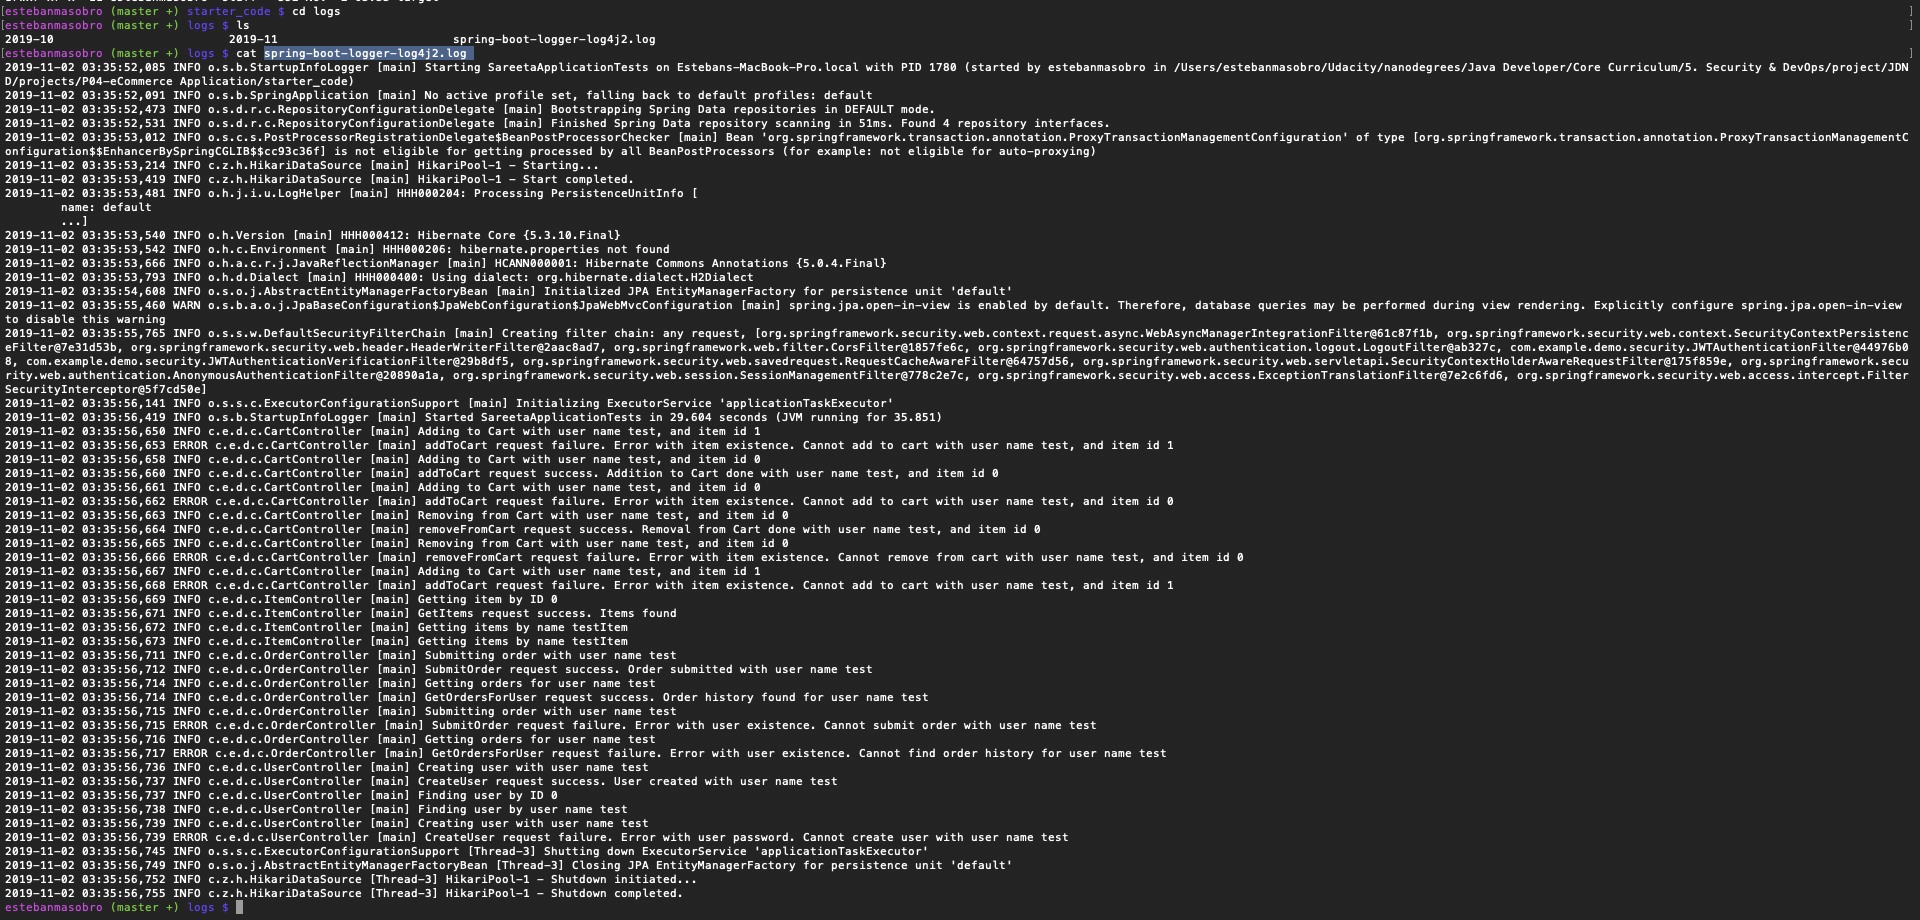 [estebanmasobro (master +) starter_code $ cd logs ]
[estebanmasobro (master +) logs $ ls ]
2019-10 2019-11 spring-boot-logger-log4j2.log
[estebanmasobro (master +) logs $ cat spring-boot-logger-log4j2.log ]
2019-11-02 03:35:52,085 INFO o.s.b.StartupInfoLogger [main] Starting SareetaApplicationTests on Estebans-MacBook-Pro.local with PID 1780 (started by estebanmasobro in /Users/estebanmasobro/Udacity/nanodegrees/Java Developer/Core Curriculum/5. Security & DevOps/project/JDN
D/projects/P04-eCommerce Application/starter_code)
2019-11-02 03:35:52,091 INFO o.s.b.SpringApplication [main] No active profile set, falling back to default profiles: default
2019-11-02 03:35:52,473 INFO o.s.d.r.c.RepositoryConfigurationDelegate [main] Bootstrapping Spring Data repositories in DEFAULT mode.
2019-11-02 03:35:52,531 INFO o.s.d.r.c.RepositoryConfigurationDelegate [main] Finished Spring Data repository scanning in 51ms. Found 4 repository interfaces.
2019-11-02 03:35:53,012 INFO o.s.c.s.PostProcessorRegistrationDelegate$BeanPostProcessorChecker [main] Bean 'org.springframework.transaction.annotation.ProxyTransactionManagementConfiguration' of type [org.springframework.transaction.annotation.ProxyTransactionManagementC
onfiguration$$EnhancerBySpringCGLIB$$cc93c36f] is not eligible for getting processed by all BeanPostProcessors (for example: not eligible for auto-proxying)
2019-11-02 03:35:53,214 INFO c.z.h.HikariDataSource [main] HikariPool-1 - Starting...
2019-11-02 03:35:53,419 INFO c.z.h.HikariDataSource [main] HikariPool-1 - Start completed.
2019-11-02 03:35:53,481 INFO o.h.j.i.u.LogHelper [main] HHH000204: Processing PersistenceUnitInfo [
name: default
...]
2019-11-02 03:35:53,540 INFO o.h.Version [main] HHH000412: Hibernate Core {5.3.10.Final}
2019-11-02 03:35:53,542 INFO o.h.c.Environment [main] HHH000206: hibernate.properties not found
2019-11-02 03:35:53,666 INFO o.h.a.c.r.j.JavaReflectionManager [main] HCANN000001: Hibernate Commons Annotations {5.0.4.Final}
2019-11-02 03:35:53,793 INFO o.h.d.Dialect [main] HHH000400: Using dialect: org.hibernate.dialect.H2Dialect
2019-11-02 03:35:54,608 INFO o.s.o.j.AbstractEntityManagerFactoryBean [main] Initialized JPA EntityManagerFactory for persistence unit 'default'
2019-11-02 03:35:55,460 WARN o.s.b.a.o.j.JpaBaseConfiguration$JpaWebConfiguration$JpaWebMvcConfiguration [main] spring.jpa.open-in-view is enabled by default. Therefore, database queries may be performed during view rendering. Explicitly configure spring.jpa.open-in-view
to disable this warning
2019-11-02 03:35:55,765 INFO o.s.s.w.DefaultSecurityFilterChain [main] Creating filter chain: any request, [org.springframework.security.web.context.request.async.WebAsyncManagerIntegrationFilter@61c87f1b, org.springframework.security.web.context.SecurityContextPersistenc
eFilter@7e31d53b, org.springframework.security.web.header.HeaderWriterFilter@2aac8ad7, org.springframework.web.filter.CorsFilter@1857fe6c, org.springframework.security.web.authentication.logout.LogoutFilter@ab327c, com.example.demo.security.JWTAuthenticationFilter@44976b0
8, com.example.demo.security.JWTAuthenticationVerificationFilter@29b8df5, org.springframework.security.web.savedrequest.RequestCacheAwareFilter@64757d56, org.springframework.security.web.servletapi.SecurityContextHolderAwareRequestFilter@175f859e, org.springframework.secu
rity.web.authentication.AnonymousAuthenticationFilter@20890a1a, org.springframework.security.web.session.SessionManagementFilter@778c2e7c, org.springframework.security.web.access.ExceptionTranslationFilter@7e2c6fd6, org.springframework.security.web.access.intercept.Filter
SecurityInterceptor@5f7cd50e]
2019-11-02 03:35:56,141 INFO o.s.s.c.ExecutorConfigurationSupport [main] Initializing ExecutorService 'applicationTaskExecutor'
2019-11-02 03:35:56,419 INFO o.s.b.StartupInfoLogger [main] Started SareetaApplicationTests in 29.604 seconds (JVM running for 35.851)
2019-11-02 03:35:56,650 INFO c.e.d.c.CartController [main] Adding to Cart with user name test, and item id 1
2019-11-02 03:35:56,653 ERROR c.e.d.c.CartController [main] addToCart request failure. Error with item existence. Cannot add to cart with user name test, and item id 1
2019-11-02 03:35:56,658 INFO c.e.d.c.CartController [main] Adding to Cart with user name test, and item id 0
2019-11-02 03:35:56,660 INFO c.e.d.c.CartController [main] addToCart request success. Addition to Cart done with user name test, and item id 0
2019-11-02 03:35:56,661 INFO c.e.d.c.CartController [main] Adding to Cart with user name test, and item id 0
2019-11-02 03:35:56,662 ERROR c.e.d.c.CartController [main] addToCart request failure. Error with item existence. Cannot add to cart with user name test, and item id 0
2019-11-02 03:35:56,663 INFO c.e.d.c.CartController [main] Removing from Cart with user name test, and item id 0
2019-11-02 03:35:56,664 INFO c.e.d.c.CartController [main] removeFromCart request success. Removal from Cart done with user name test, and item id 0
2019-11-02 03:35:56,665 INFO c.e.d.c.CartController [main] Removing from Cart with user name test, and item id 0
2019-11-02 03:35:56,666 ERROR c.e.d.c.CartController [main] removeFromCart request failure. Error with item existence. Cannot remove from cart with user name test, and item id 0
2019-11-02 03:35:56,667 INFO c.e.d.c.CartController [main] Adding to Cart with user name test, and item id 1
2019-11-02 03:35:56,668 ERROR c.e.d.c.CartController [main] addToCart request failure. Error with item existence. Cannot add to cart with user name test, and item id 1
2019-11-02 03:35:56,669 INFO c.e.d.c.ItemController [main] Getting item by ID 0
2019-11-02 03:35:56,671 INFO c.e.d.c.ItemController [main] GetItems request success. Items found
2019-11-02 03:35:56,672 INFO c.e.d.c.ItemController [main] Getting items by name testItem
2019-11-02 03:35:56,673 INFO c.e.d.c.ItemController [main] Getting items by name testItem
2019-11-02 03:35:56,711 INFO c.e.d.c.OrderController [main] Submitting order with user name test
2019-11-02 03:35:56,712 INFO c.e.d.c.OrderController [main] SubmitOrder request success. Order submitted with user name test
2019-11-02 03:35:56,714 INFO c.e.d.c.OrderController [main] Getting orders for user name test
2019-11-02 03:35:56,714 INFO c.e.d.c.OrderController [main] GetOrdersForUser request success. Order history found for user name test
2019-11-02 03:35:56,715 INFO c.e.d.c.OrderController [main] Submitting order with user name test
2019-11-02 03:35:56,715 ERROR c.e.d.c.OrderController [main] SubmitOrder request failure. Error with user existence. Cannot submit order with user name test
2019-11-02 03:35:56,716 INFO c.e.d.c.OrderController [main] Getting orders for user name test
2019-11-02 03:35:56,717 ERROR c.e.d.c.OrderController [main] GetOrdersForUser request failure. Error with user existence. Cannot find order history for user name test
2019-11-02 03:35:56,736 INFO c.e.d.c.UserController [main] Creating user with user name test
2019-11-02 03:35:56,737 INFO c.e.d.c.UserController [main] CreateUser request success. User created with user name test
2019-11-02 03:35:56,737 INFO c.e.d.c.UserController [main] Finding user by ID 0
2019-11-02 03:35:56,738 INFO c.e.d.c.UserController [main] Finding user by user name test
2019-11-02 03:35:56,739 INFO c.e.d.c.UserController [main] Creating user with user name test
2019-11-02 03:35:56,739 ERROR c.e.d.c.UserController [main] CreateUser request failure. Error with user password. Cannot create user with user name test
2019-11-02 03:35:56,745 INFO o.s.s.c.ExecutorConfigurationSupport [Thread-3] Shutting down ExecutorService 'applicationTaskExecutor'
2019-11-02 03:35:56,749 INFO o.s.o.j.AbstractEntityManagerFactoryBean [Thread-3] Closing JPA EntityManagerFactory for persistence unit 'default'
2019-11-02 03:35:56,752 INFO c.z.h.HikariDataSource [Thread-3] HikariPool-1 - Shutdown initiated...
2019-11-02 03:35:56,755 INFO c.z.h.HikariDataSource [Thread-3] HikariPool-1 - Shutdown completed.
estebanmasobro (master +) logs $